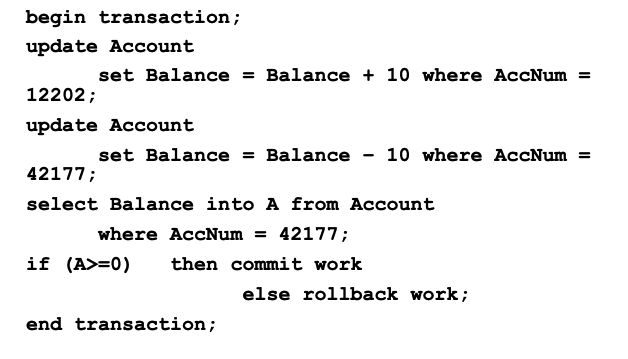 begin transaction;
update Account
set Balance = Balance + 10 where AccNum =
12202;
update Account
set Balance = Balance – 10 where AccNum =
42177;
select Balance into A from Account
where AccNum = 42177;
if (A>=0) then commit work
else rollback work;
end transaction;